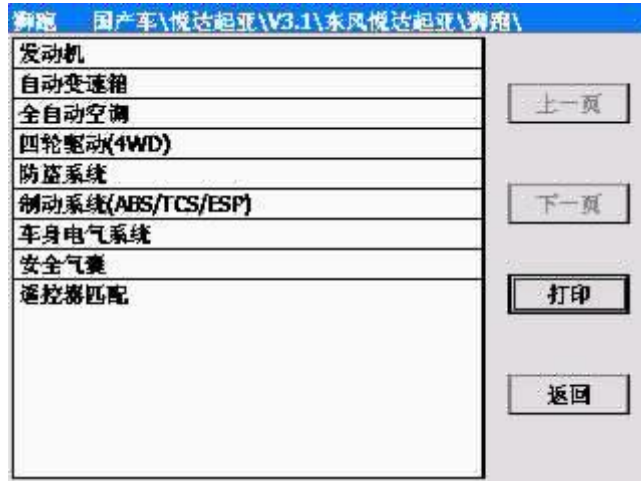 狮跑 国产车\悦达起亚\V3.1\东风悦达起亚\狮跑\
发动机
自动变速箱
全自动空调
四轮驱动(4WD)
防盗系统
制动系统(ABS/TCS/ESP)
车身电气系统
安全气囊
遥控器匹配
上一页
下一页
打印
返回